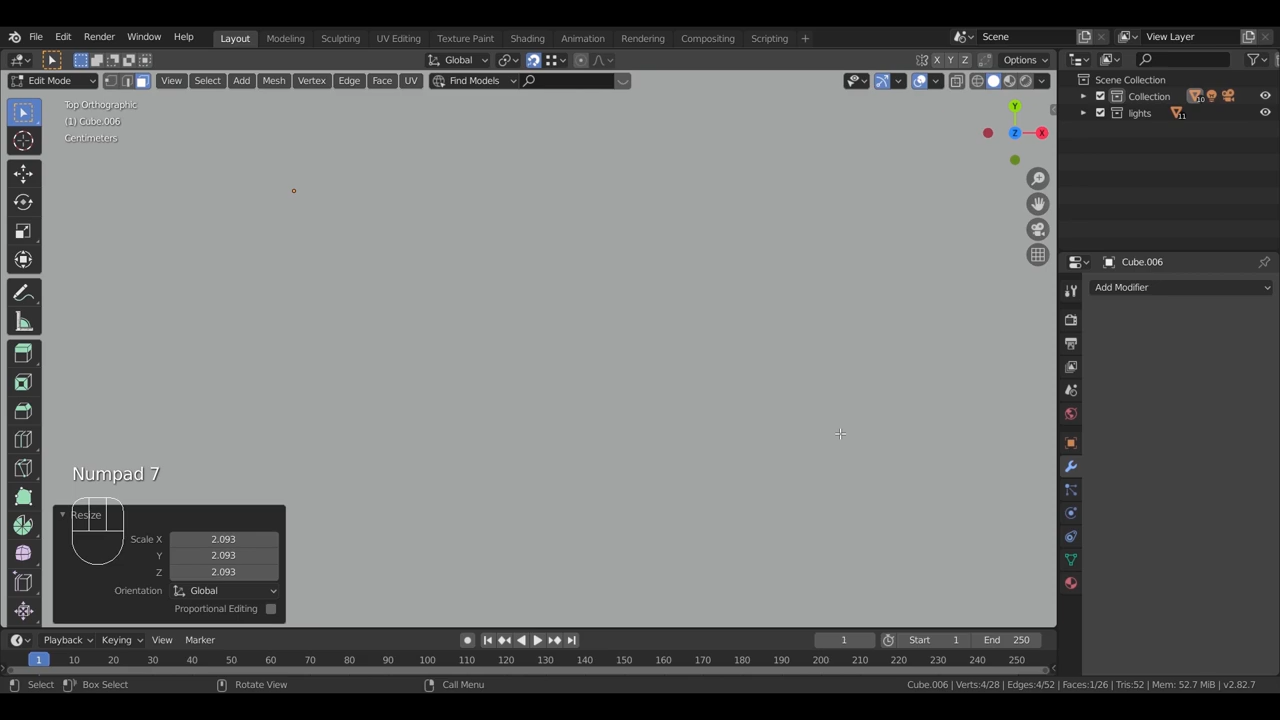 File Edit Render Window Help Layout Modeling Sculpting UV Editing Texture Paint Shading Animation Rendering Compositing Scripting + Scene View Layer
Global X Y Z Options
Edit Mode View Select Add Mesh Vertex Edge Face UV Find Models
Top Orthographic
(1) Cube.006
Centimeters
Y
Z
X
Scene Collection
Collection 10
lights 11
Cube.006
Add Modifier
Numpad 7
Resize
Scale X 2.093
Y 2.093
Z 2.093
Orientation Global
Proportional Editing
Playback Keying View Marker 1 Start 1 End 250
1 10 20 30 40 50 60 70 80 90 100 110 120 130 140 150 160 170 180 190 200 210 220 230 240 250
Select Box Select Rotate View Call Menu Cube.006 | Verts:4/28 | Edges:4/52 | Faces:1/26 | Tris:52 | Mem: 52.7 MiB | v2.82.7